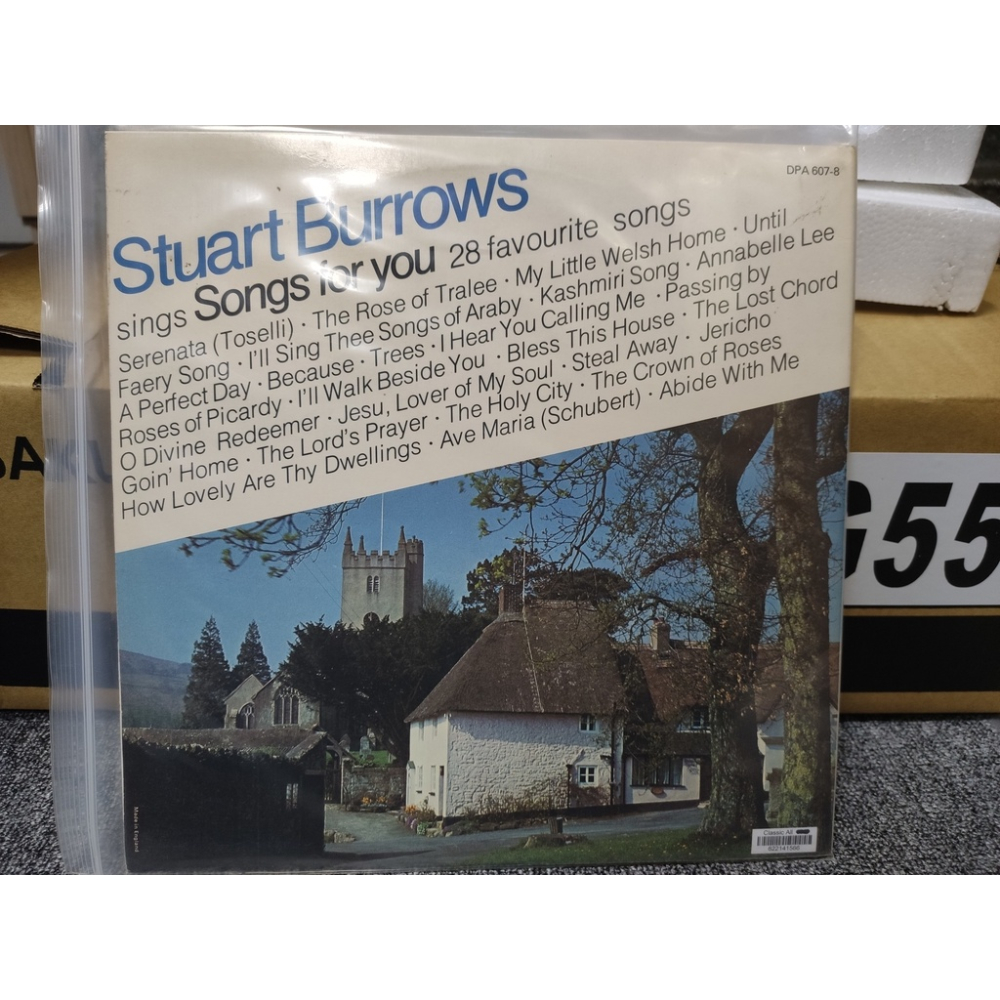 DPA 607-8
Stuart Burrows
sings Songs for you 28 favourite songs
Serenata (Toselli) · The Rose of Tralee · My Little Welsh Home · Until
Faery Song · I'll Sing Thee Songs of Araby · Kashmiri Song · Annabelle Lee
A Perfect Day · Because · Trees · I Hear You Calling Me · Passing by
Roses of Picardy · I'll Walk Beside You · Bless This House · The Lost Chord
O Divine Redeemer · Jesu, Lover of My Soul · Steal Away · Jericho
Goin' Home · The Lord's Prayer · The Holy City · The Crown of Roses
How Lovely Are Thy Dwellings · Ave Maria (Schubert) · Abide With Me
G55
Made in England
Classic All